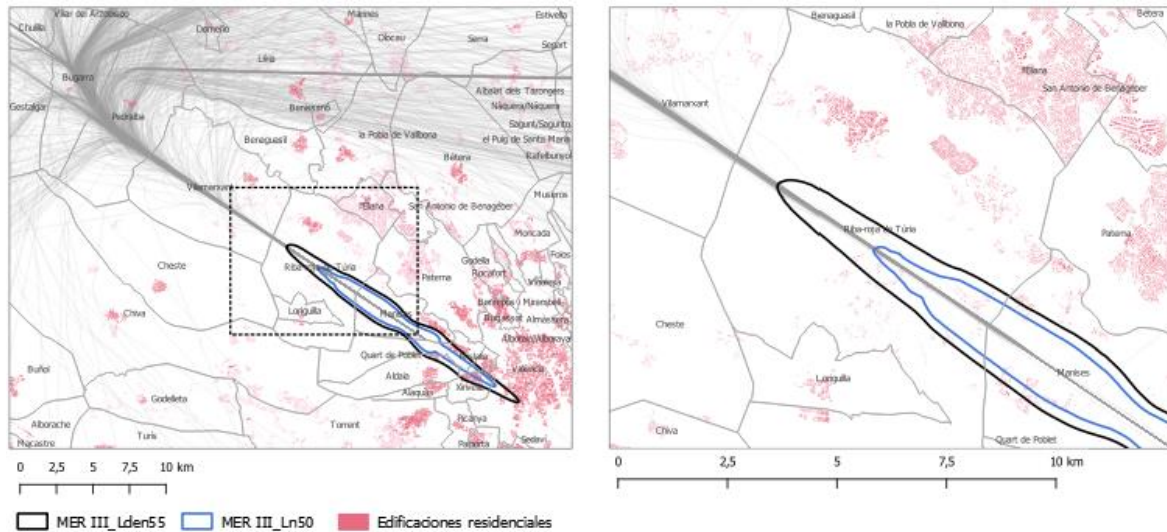 Chulilla
Vilar del Arzobispo
Domeño
Marines
Olocau
Serra
Estivella
Segart
Llíria
Bugarra
Gestalgar
Pedralba
Albalat dels Tarongers
Benisanó
Náquera/Nàquera
Sagunt/Sagunto
Benaguasil
la Pobla de Vallbona
el Puig de Santa Maria
Rafelbunyol
Bétera
Vilamarxant
Museros
l'Eliana
San Antonio de Benagéber
Moncada
Foios
Cheste
Riba-roja de Túria
Godella
Rocafort
Paterna
Vinalesa
Loriguilla
Manises
Burjassot
Almàssera
Chiva
Alboraia/Alboraya
Quart de Poblet
Mislata
València
Buñol
Aldaia
Xirivella
Alaquàs
Godelleta
Alborache
Turís
Torrent
Picanya
Macastre
Paiporta
Sedaví
0 2,5 5 7,5 10 km
MER III_Lden55
MER III_Ln50
Edificaciones residenciales
Benaguasil
la Pobla de Vallbona
Bétera
l'Eliana
San Antonio de Benagéber
Vilamarxant
Riba-roja de Túria
Paterna
Cheste
Loriguilla
Manises
Chiva
Quart de Poblet
0 2,5 5 7,5 10 km